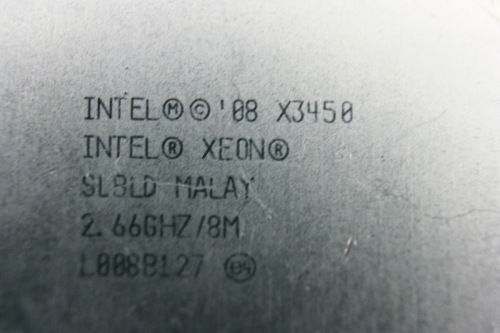 INTEL Ⓜ © '08 X3450
INTEL® XEON®
SLBLD MALAY
2.66GHZ/8M
L008B127 e4